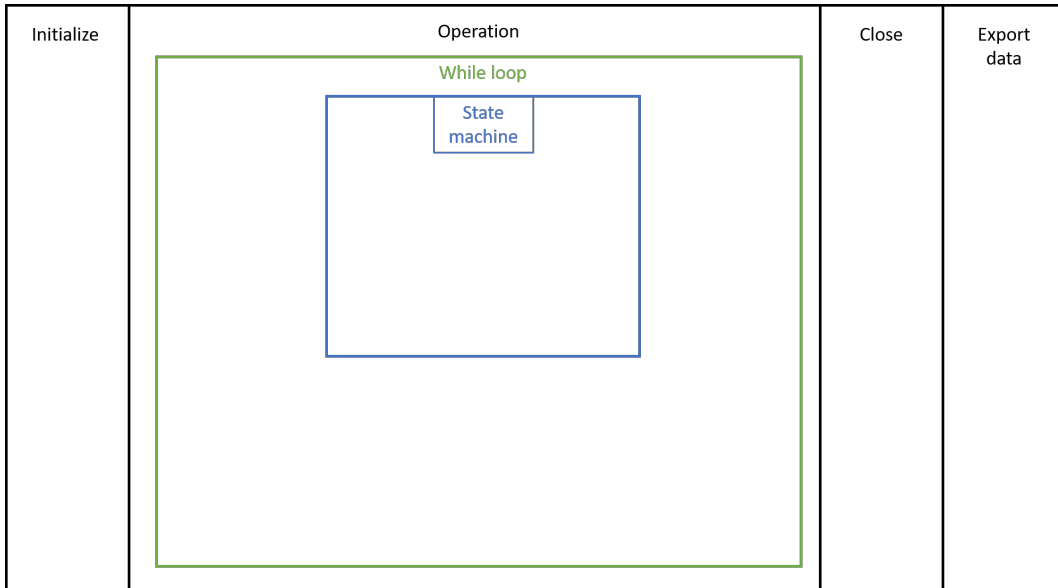 Initialize
Operation
While loop
State
machine
Close
Export
data